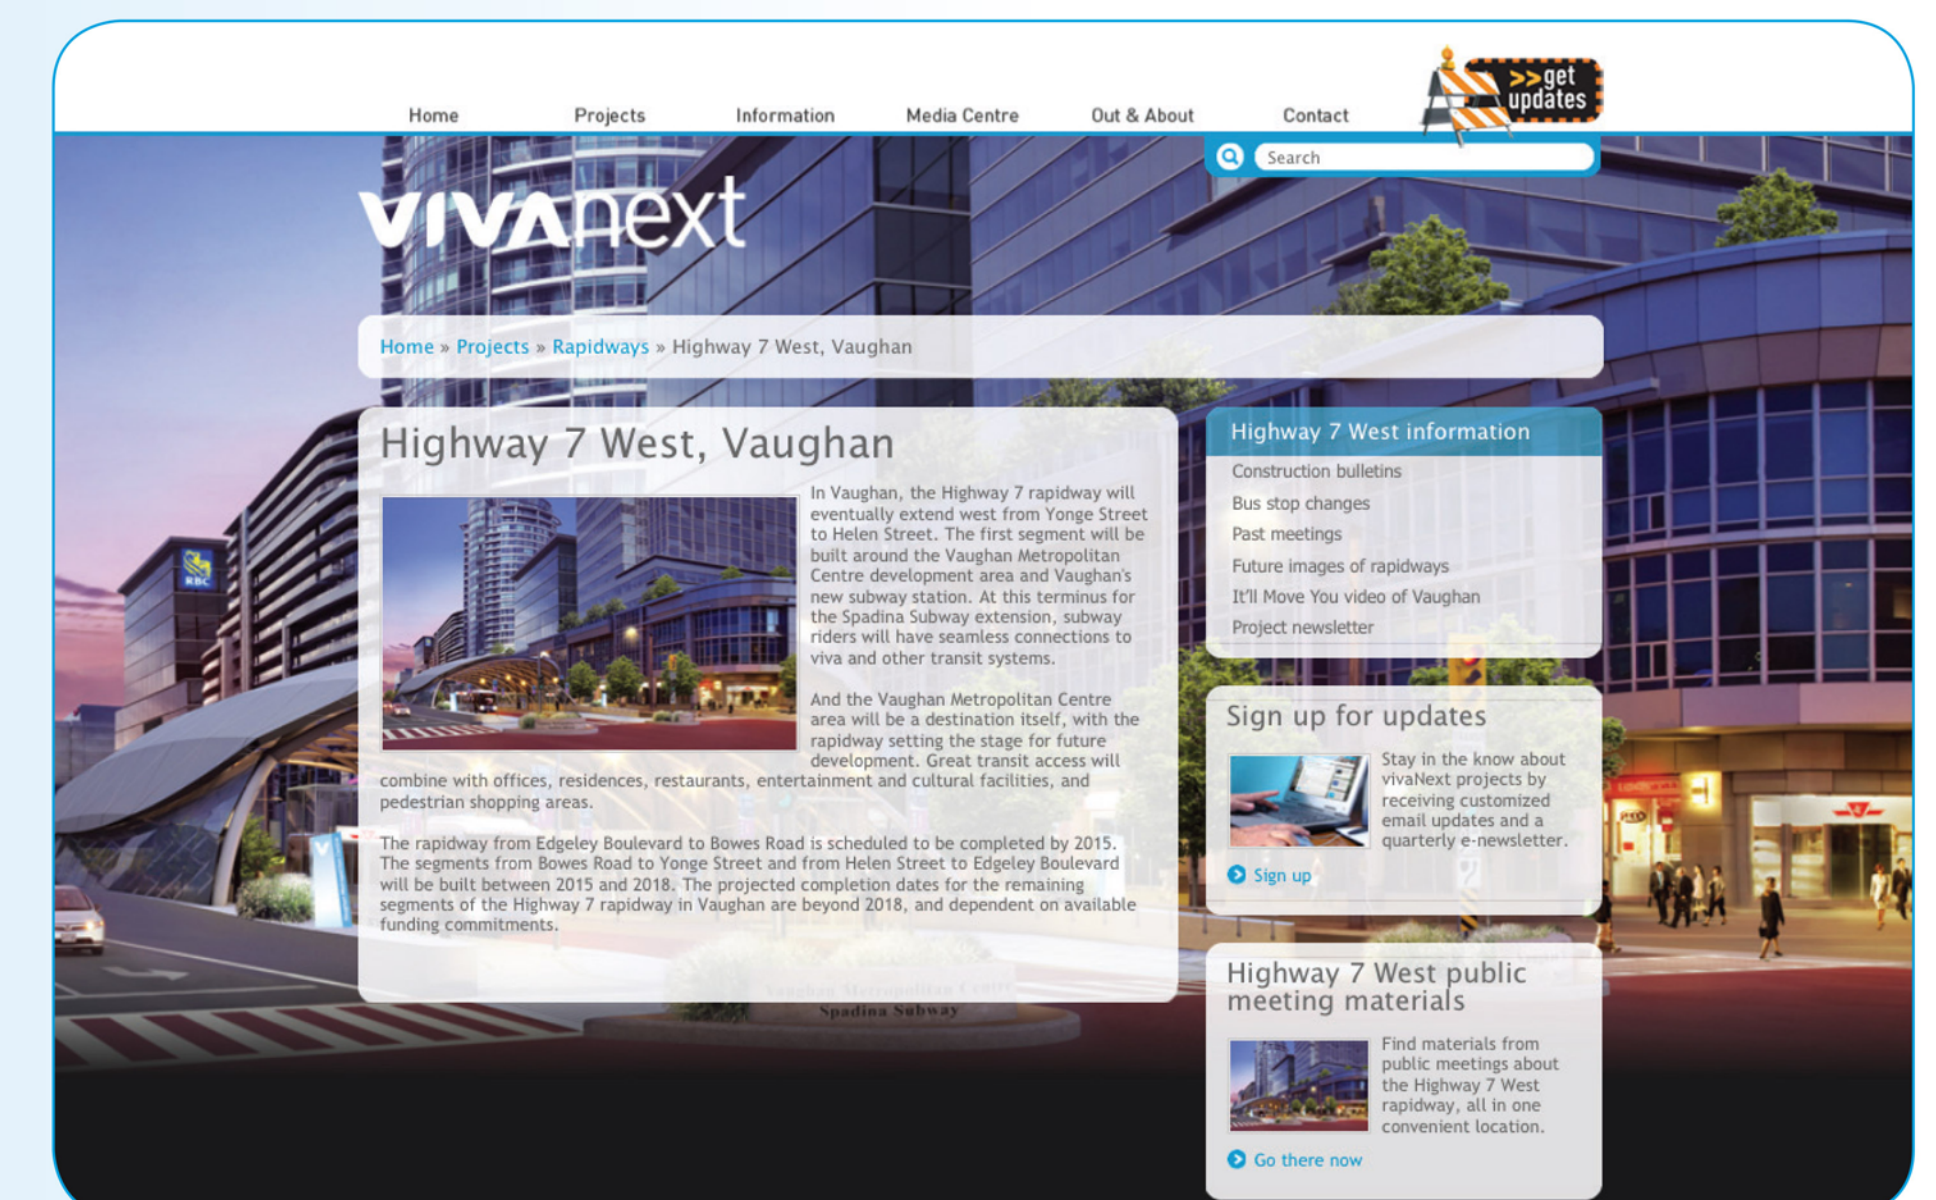 >>get
updates
Home Projects Information Media Centre Out & About Contact
Search
vivanext
Home » Projects » Rapidways » Highway 7 West, Vaughan
Highway 7 West, Vaughan
In Vaughan, the Highway 7 rapidway will
eventually extend west from Yonge Street
to Helen Street. The first segment will be
built around the Vaughan Metropolitan
Centre development area and Vaughan's
new subway station. At this terminus for
the Spadina Subway extension, subway
riders will have seamless connections to
viva and other transit systems.
And the Vaughan Metropolitan Centre
area will be a destination itself, with the
rapidway setting the stage for future
development. Great transit access will
combine with offices, residences, restaurants, entertainment and cultural facilities, and
pedestrian shopping areas.
The rapidway from Edgeley Boulevard to Bowes Road is scheduled to be completed by 2015.
The segments from Bowes Road to Yonge Street and from Helen Street to Edgeley Boulevard
will be built between 2015 and 2018. The projected completion dates for the remaining
segments of the Highway 7 rapidway in Vaughan are beyond 2018, and dependent on available
funding commitments.
Vaughan Metropolitan Centre
Spadina Subway
RBC
Highway 7 West information
Construction bulletins
Bus stop changes
Past meetings
Future images of rapidways
It'll Move You video of Vaughan
Project newsletter
Sign up for updates
Stay in the know about
vivaNext projects by
receiving customized
email updates and a
quarterly e-newsletter.
Sign up
Highway 7 West public
meeting materials
Find materials from
public meetings about
the Highway 7 West
rapidway, all in one
convenient location.
Go there now